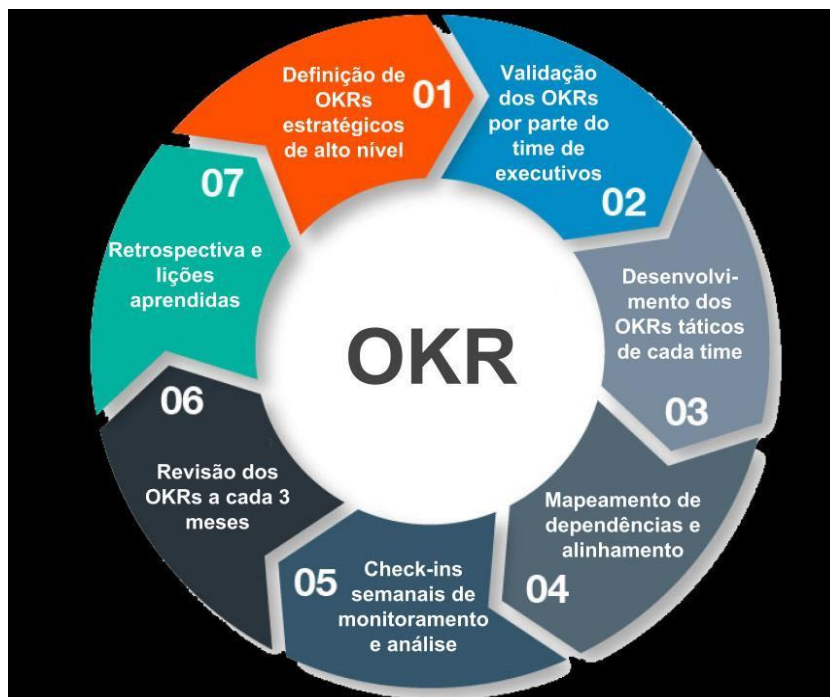 Definição de
OKRs
estratégicos
de alto nível
01
Validação
dos OKRs
por parte do
time de
executivos
02
Desenvolvi-
mento dos
OKRs táticos
de cada time
03
Mapeamento de
dependências e
alinhamento
04
05
Check-ins
semanais de
monitoramento
e análise
06
Revisão dos
OKRs a cada 3
meses
07
Retrospectiva e
lições
aprendidas
OKR